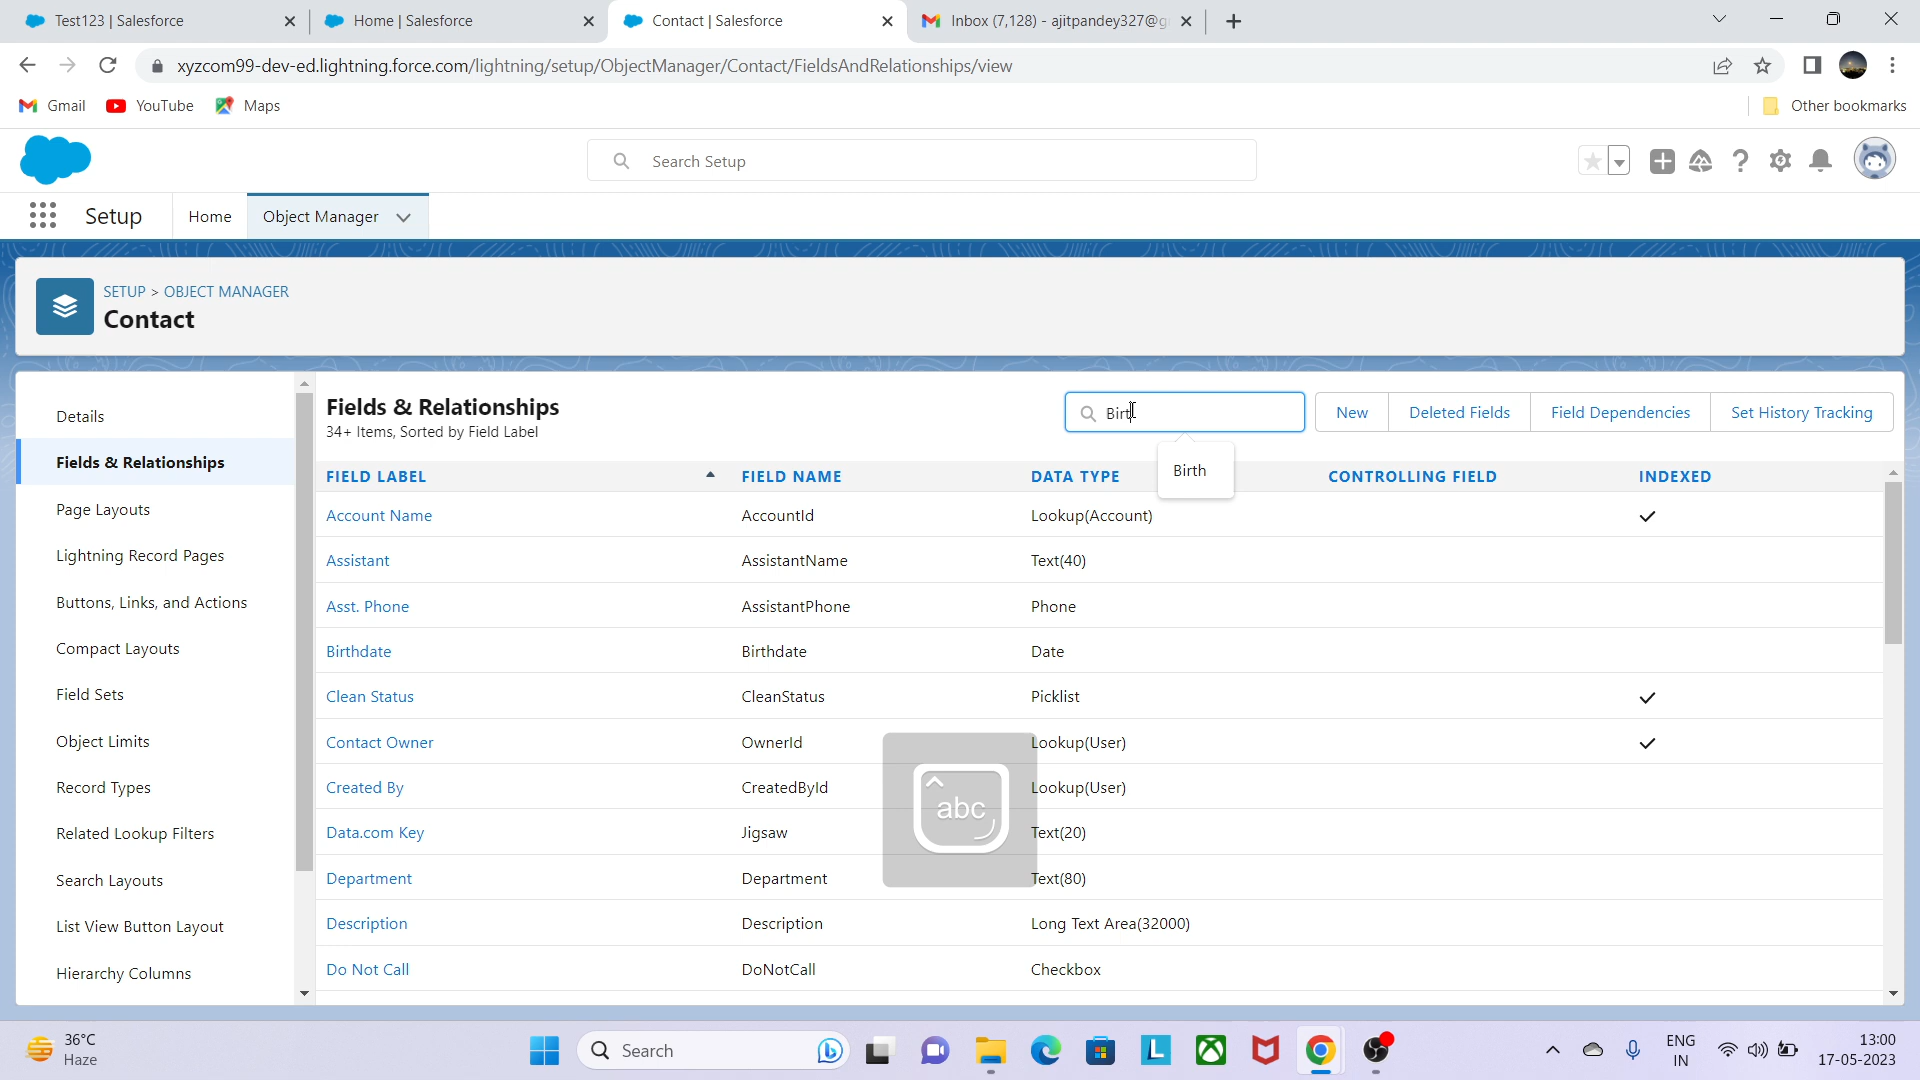 Test123 | Salesforce
Home | Salesforce
Contact | Salesforce
Inbox (7,128) - ajitpandey327@g
xyzcom99-dev-ed.lightning.force.com/lightning/setup/ObjectManager/Contact/FieldsAndRelationships/view
Gmail
YouTube
Maps
Other bookmarks
Search Setup
Setup
Home
Object Manager
SETUP > OBJECT MANAGER
Contact
Details
Fields & Relationships
Page Layouts
Lightning Record Pages
Buttons, Links, and Actions
Compact Layouts
Field Sets
Object Limits
Record Types
Related Lookup Filters
Search Layouts
List View Button Layout
Hierarchy Columns
Fields & Relationships
34+ Items, Sorted by Field Label
Birt
Birth
New
Deleted Fields
Field Dependencies
Set History Tracking
FIELD LABEL FIELD NAME DATA TYPE CONTROLLING FIELD INDEXED
Account Name AccountId Lookup(Account)
Assistant AssistantName Text(40)
Asst. Phone AssistantPhone Phone
Birthdate Birthdate Date
Clean Status CleanStatus Picklist
Contact Owner OwnerId Lookup(User)
Created By CreatedById Lookup(User)
Data.com Key Jigsaw Text(20)
Department Department Text(80)
Description Description Long Text Area(32000)
Do Not Call DoNotCall Checkbox
abc
36°C
Haze
Search
ENG
IN
13:00
17-05-2023